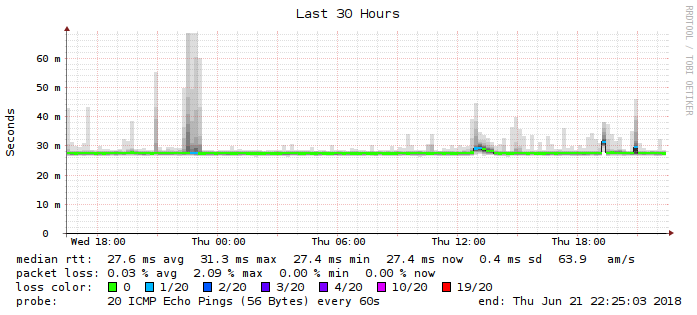 Last 30 Hours
RRDTOOL / TOBI OETIKER
Seconds
60 m
50 m
40 m
30 m
20 m
10 m
0
Wed 18:00 Thu 00:00 Thu 06:00 Thu 12:00 Thu 18:00
median rtt: 27.6 ms avg 31.3 ms max 27.4 ms min 27.4 ms now 0.4 ms sd 63.9 am/s
packet loss: 0.03 % avg 2.09 % max 0.00 % min 0.00 % now
loss color: 0 1/20 2/20 3/20 4/20 10/20 19/20
probe: 20 ICMP Echo Pings (56 Bytes) every 60s end: Thu Jun 21 22:25:03 2018